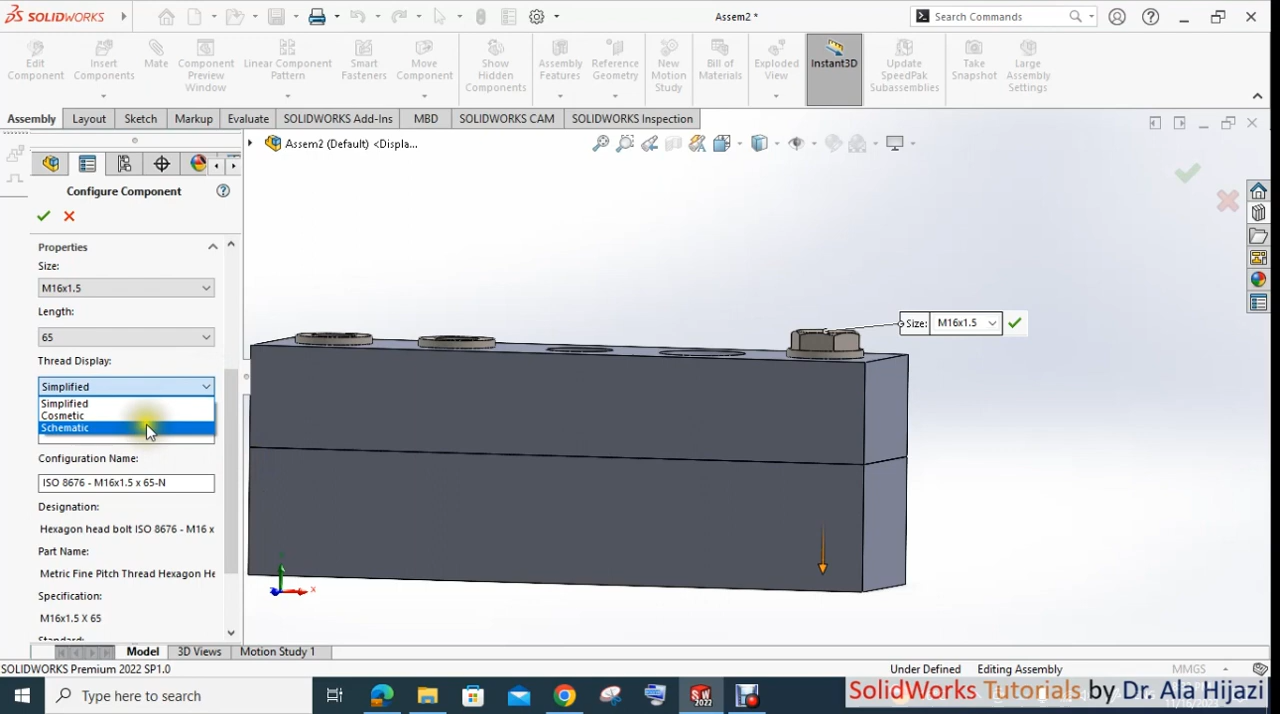 SOLIDWORKS
Assem2 *
Search Commands
Edit Component
Insert Components
Mate
Component Preview Window
Linear Component Pattern
Smart Fasteners
Move Component
Show Hidden Components
Assembly Features
Reference Geometry
New Motion Study
Bill of Materials
Exploded View
Instant3D
Update SpeedPak Subassemblies
Take Snapshot
Large Assembly Settings
Assembly
Layout
Sketch
Markup
Evaluate
SOLIDWORKS Add-Ins
MBD
SOLIDWORKS CAM
SOLIDWORKS Inspection
Assem2 (Default) <Displa...
Configure Component
Properties
Size:
M16x1.5
Length:
65
Thread Display:
Simplified
Simplified
Cosmetic
Schematic
Configuration Name:
ISO 8676 - M16x1.5 x 65-N
Designation:
Hexagon head bolt ISO 8676 - M16 x
Part Name:
Metric Fine Pitch Thread Hexagon He
Specification:
M16x1.5 X 65
Size: M16x1.5
x
Model
3D Views
Motion Study 1
SOLIDWORKS Premium 2022 SP1.0
Under Defined
Editing Assembly
MMGS
Type here to search
SW 2022
SolidWorks Tutorials by Dr. Ala Hijazi